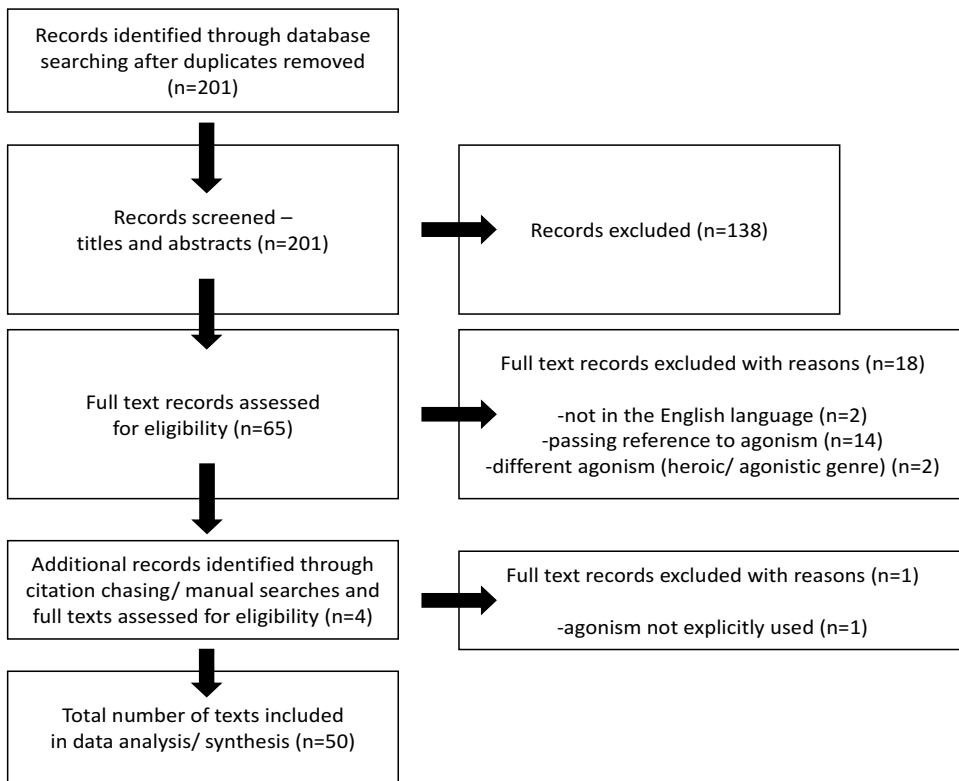 Records identified through database
searching after duplicates removed
(n=201)
Records screened –
titles and abstracts (n=201)
Records excluded (n=138)
Full text records assessed
for eligibility (n=65)
Full text records excluded with reasons (n=18)
-not in the English language (n=2)
-passing reference to agonism (n=14)
-different agonism (heroic/ agonistic genre) (n=2)
Additional records identified through
citation chasing/ manual searches and
full texts assessed for eligibility (n=4)
Full text records excluded with reasons (n=1)
-agonism not explicitly used (n=1)
Total number of texts included
in data analysis/ synthesis (n=50)